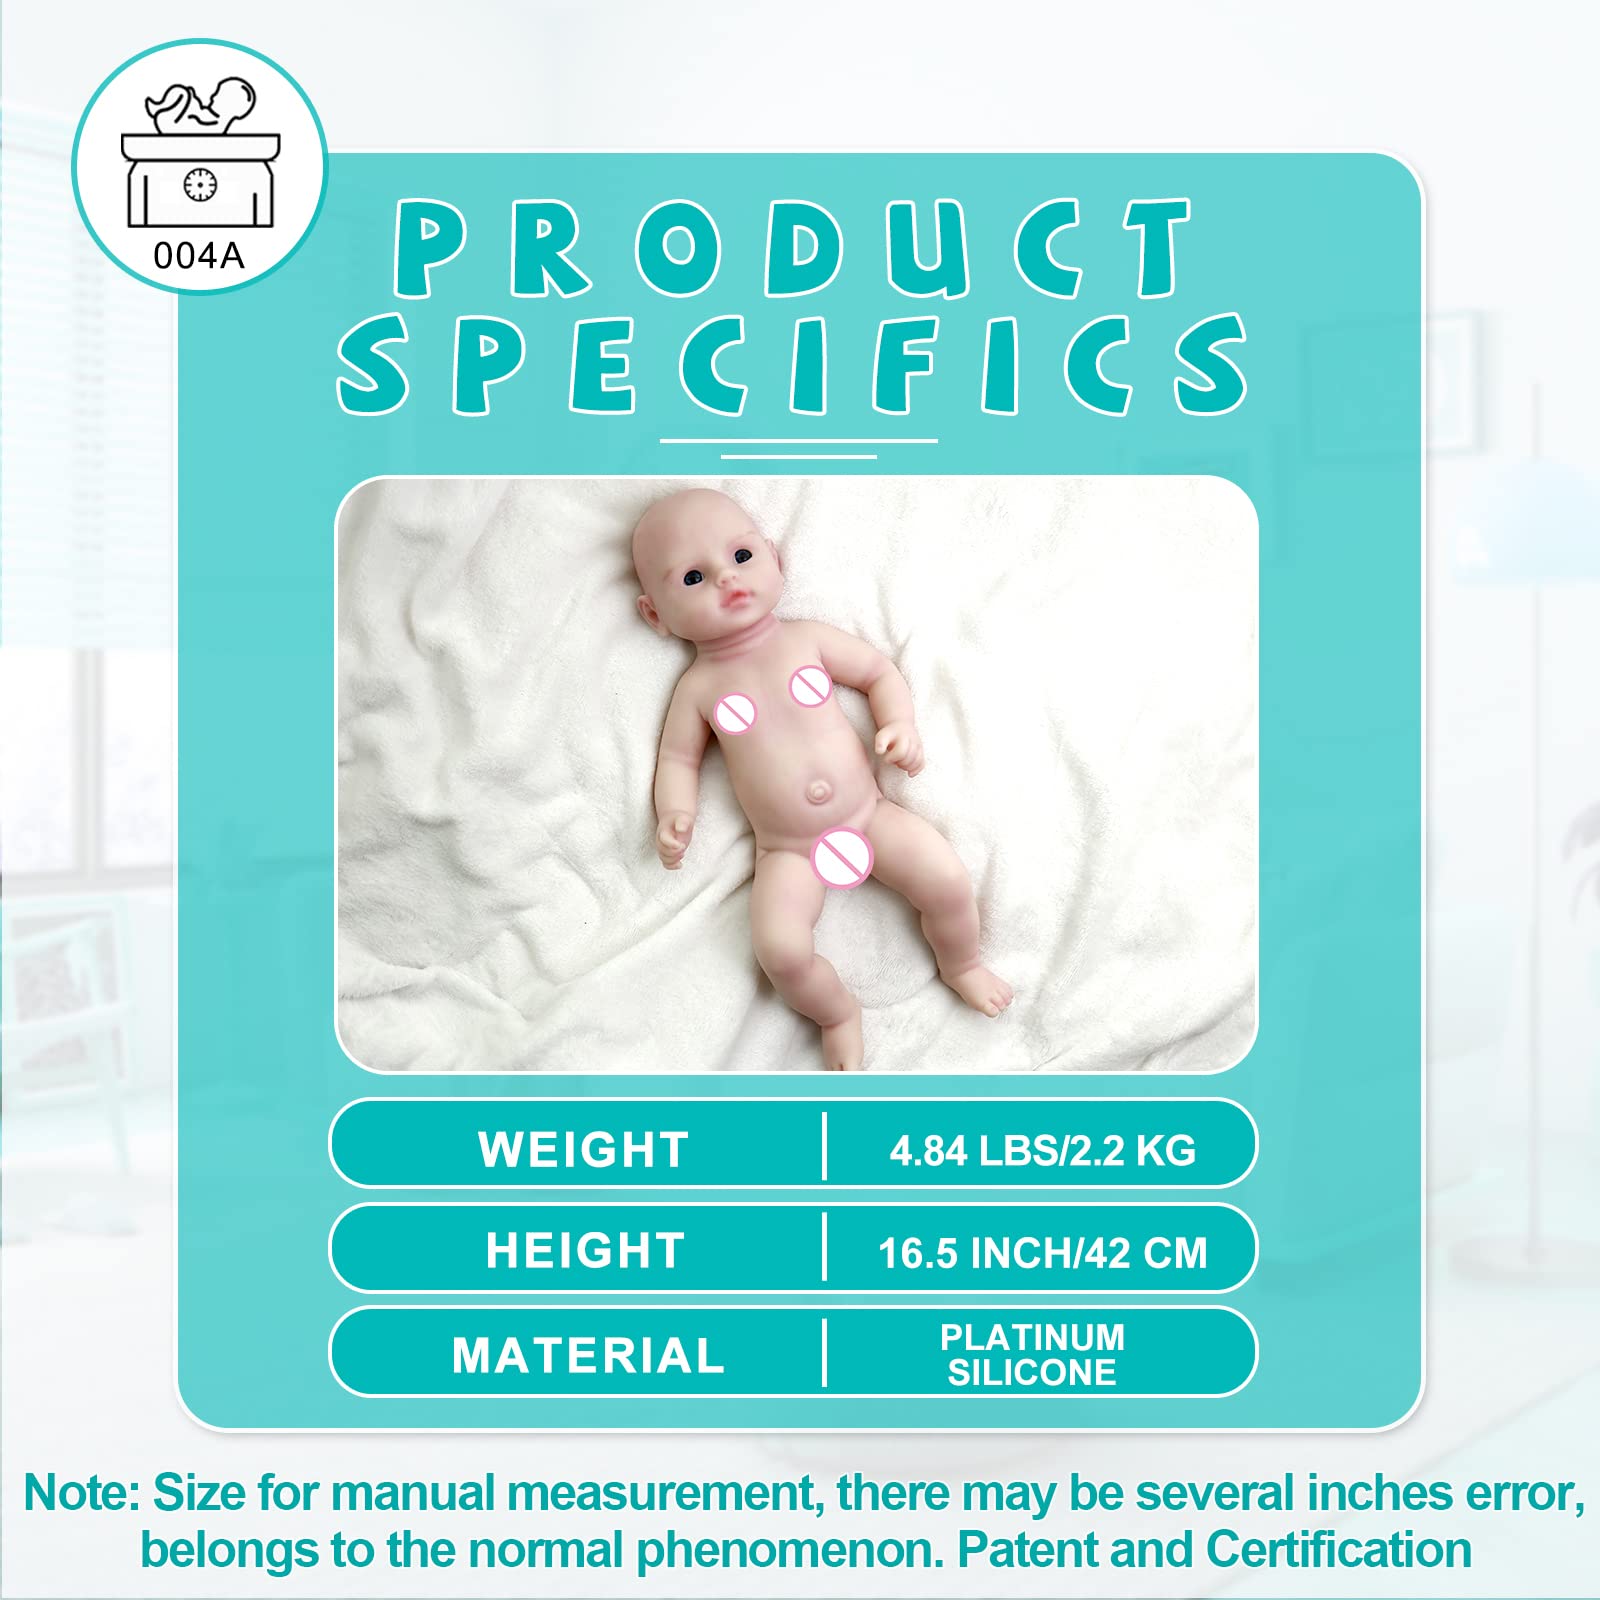 004A
PRODUCT
SPECIFICS
WEIGHT
4.84 LBS/2.2 KG
HEIGHT
16.5 INCH/42 CM
MATERIAL
PLATINUM
SILICONE
Note: Size for manual measurement, there may be several inches error,
belongs to the normal phenomenon. Patent and Certification